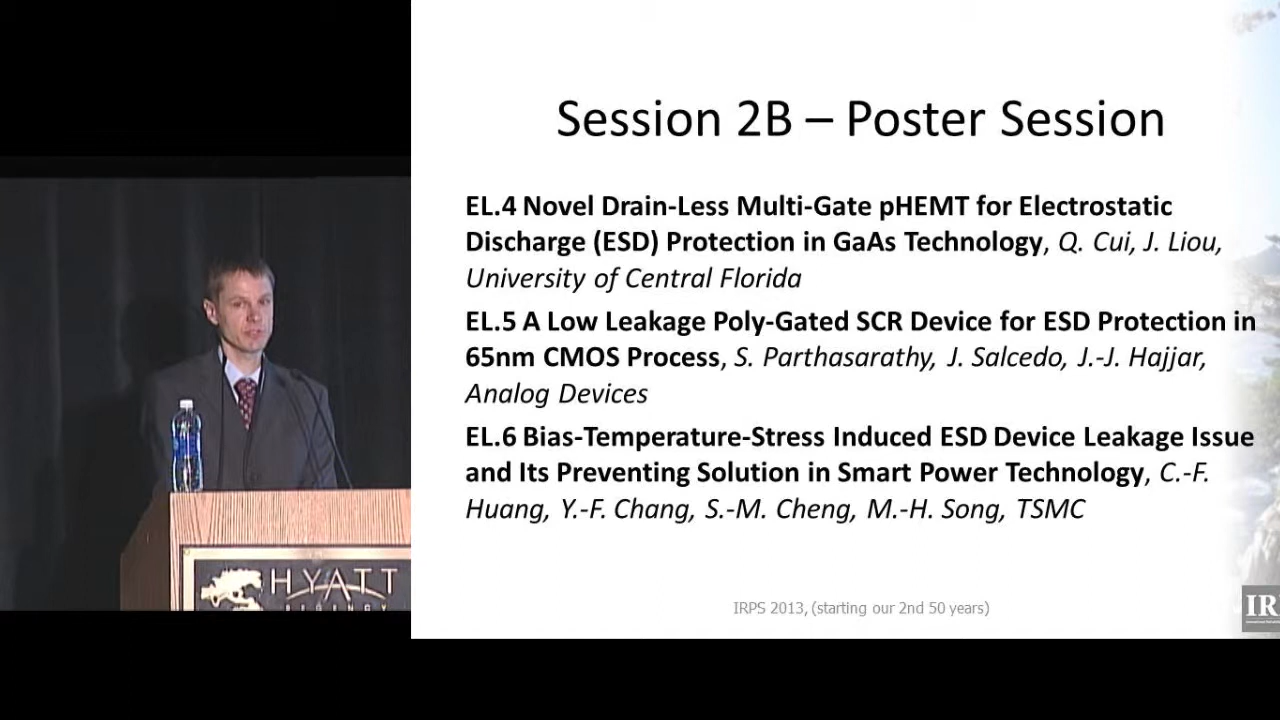 Session 2B – Poster Session
EL.4 Novel Drain-Less Multi-Gate pHEMT for Electrostatic
Discharge (ESD) Protection in GaAs Technology, Q. Cui, J. Liou,
University of Central Florida
EL.5 A Low Leakage Poly-Gated SCR Device for ESD Protection in
65nm CMOS Process, S. Parthasarathy, J. Salcedo, J.-J. Hajjar,
Analog Devices
EL.6 Bias-Temperature-Stress Induced ESD Device Leakage Issue
and Its Preventing Solution in Smart Power Technology, C.-F.
Huang, Y.-F. Chang, S.-M. Cheng, M.-H. Song, TSMC
HYATT
IRPS 2013, (starting our 2nd 50 years)
IR